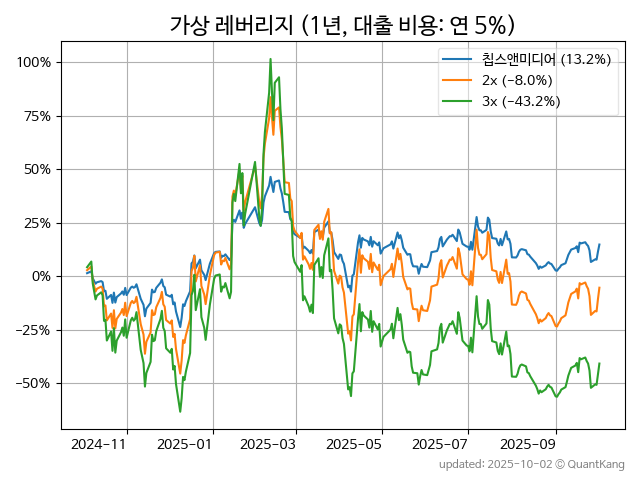 가상 레버리지 (1년, 대출 비용: 연 5%)
칩스앤미디어 (13.2%)
2x (−8.0%)
3x (−43.2%)
100%
75%
50%
25%
0%
−25%
−50%
2024-11
2025-01
2025-03
2025-05
2025-07
2025-09
updated: 2025-10-02 © QuantKang